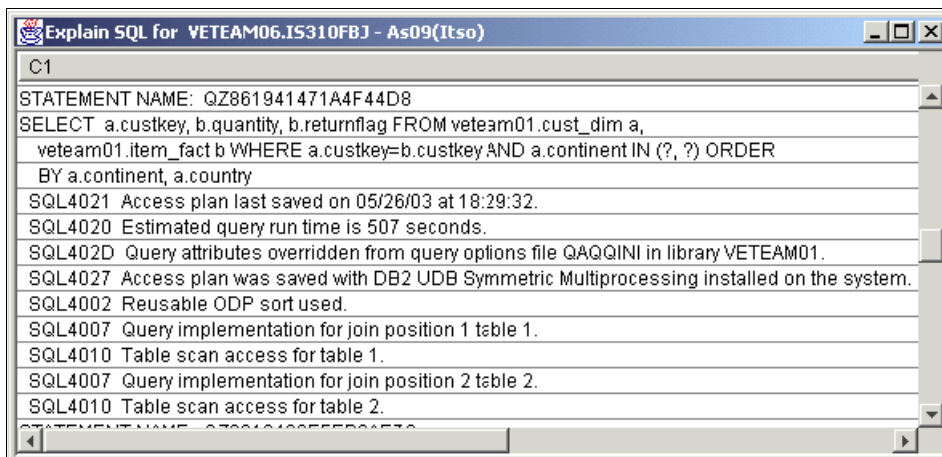 Explain SQL for VETEAM06.IS310FBJ - As09(Itso)
C1
STATEMENT NAME: QZ861941471A4F44D8
SELECT a.custkey, b.quantity, b.returnflag FROM veteam01.cust_dim a,
veteam01.item_fact b WHERE a.custkey=b.custkey AND a.continent IN (?, ?) ORDER
BY a.continent, a.country
SQL4021 Access plan last saved on 05/26/03 at 18:29:32.
SQL4020 Estimated query run time is 507 seconds.
SQL402D Query attributes overridden from query options file QAQQINI in library VETEAM01.
SQL4027 Access plan was saved with DB2 UDB Symmetric Multiprocessing installed on the system.
SQL4002 Reusable ODP sort used.
SQL4007 Query implementation for join position 1 table 1.
SQL4010 Table scan access for table 1.
SQL4007 Query implementation for join position 2 table 2.
SQL4010 Table scan access for table 2.
STATEMENT NAME: